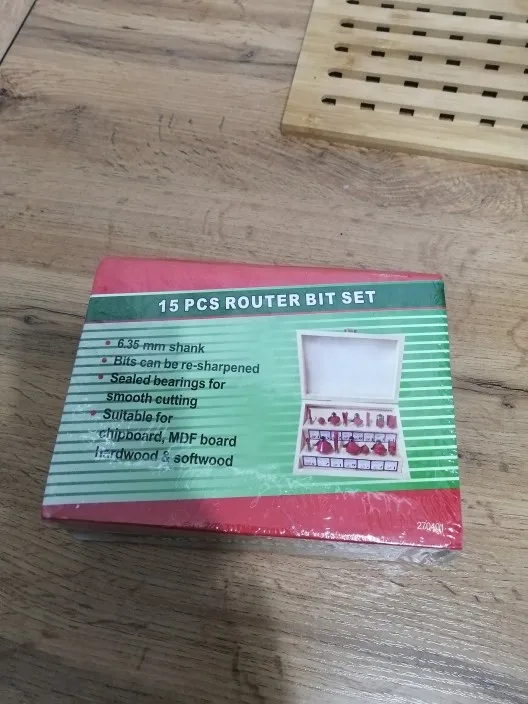 15 PCS ROUTER BIT SET
• 6.35 mm shank
• Bits can be re-sharpened
• Sealed bearings for
smooth cutting
• Suitable for
chipboard, MDF board
hardwood & softwood
270401